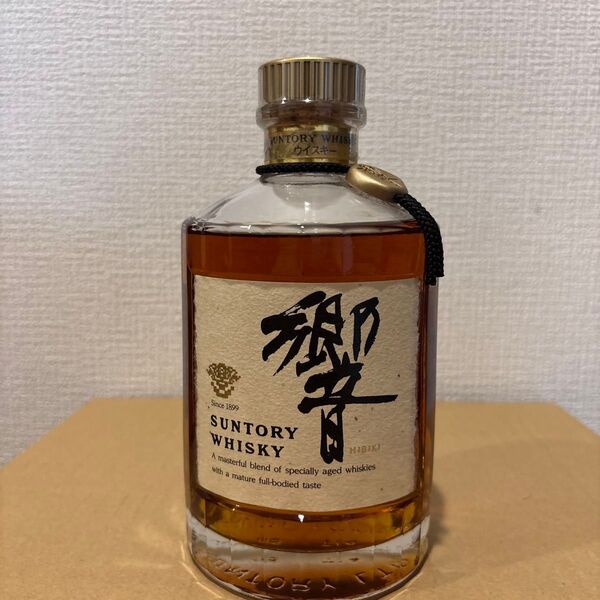 SUNTORY WHISKY
ウイスキー
響
Since 1899
SUNTORY
WHISKY
HIBIKI
A masterful blend of specially aged whiskies
with a mature full-bodied taste